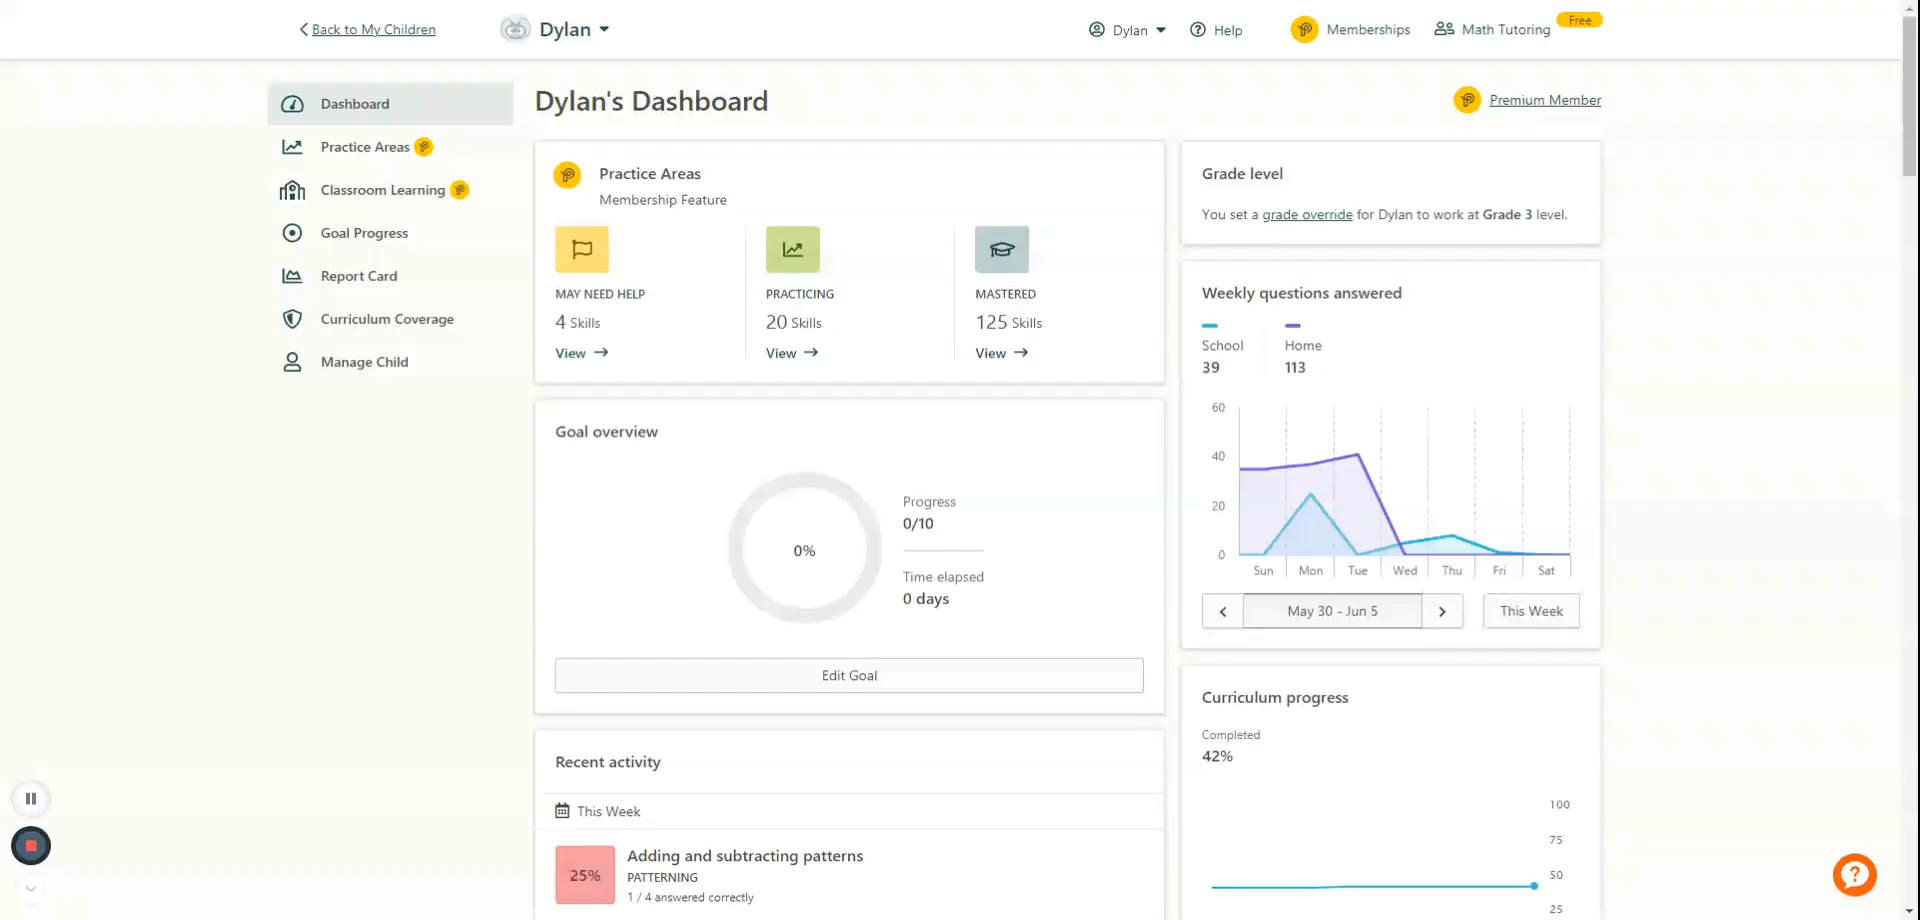 Back to My Children
Dylan
Dylan
Help
Memberships
Math Tutoring
Free
Dashboard
Practice Areas
Classroom Learning
Goal Progress
Report Card
Curriculum Coverage
Manage Child
Dylan's Dashboard
Premium Member
Practice Areas
Membership Feature
MAY NEED HELP
4 Skills
View
PRACTICING
20 Skills
View
MASTERED
125 Skills
View
Goal overview
0%
Progress
0/10
Time elapsed
0 days
Edit Goal
Recent activity
This Week
25%
Adding and subtracting patterns
PATTERNING
1 / 4 answered correctly
Grade level
You set a grade override for Dylan to work at Grade 3 level.
Weekly questions answered
School
39
Home
113
60
40
20
0
Sun Mon Tue Wed Thu Fri Sat
May 30 - Jun 5
This Week
Curriculum progress
Completed
42%
100
75
50
25